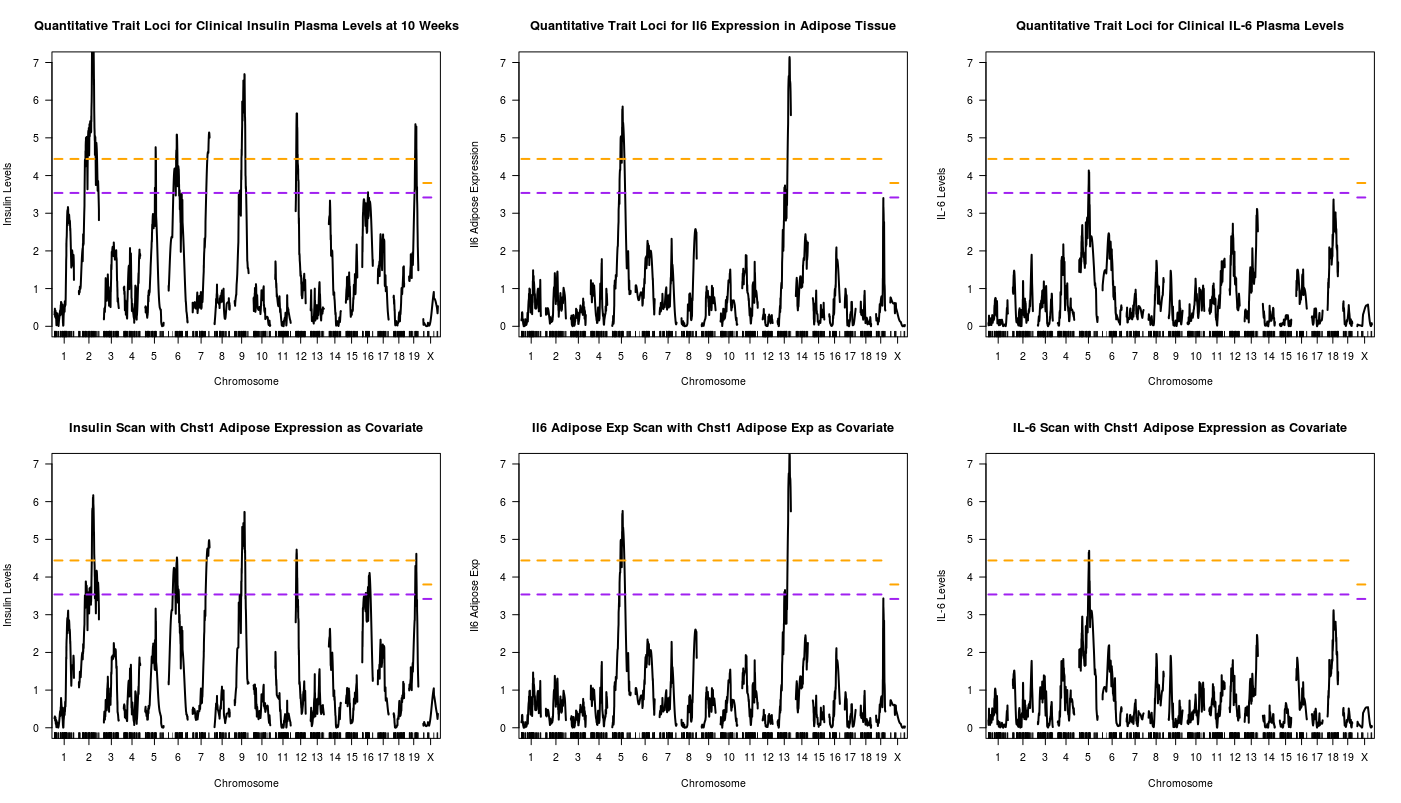 Quantitative Trait Loci for Clinical Insulin Plasma Levels at 10 Weeks
Insulin Levels
7
6
5
4
3
2
1
0
1 2 3 4 5 6 7 8 9 10 11 12 13 14 15 16 17 18 19 X
Chromosome
Quantitative Trait Loci for Il6 Expression in Adipose Tissue
Il6 Adipose Expression
7
6
5
4
3
2
1
0
1 2 3 4 5 6 7 8 9 10 11 12 13 14 15 16 17 18 19 X
Chromosome
Quantitative Trait Loci for Clinical IL-6 Plasma Levels
IL-6 Levels
7
6
5
4
3
2
1
0
1 2 3 4 5 6 7 8 9 10 11 12 13 14 15 16 17 18 19 X
Chromosome
Insulin Scan with Chst1 Adipose Expression as Covariate
Insulin Levels
7
6
5
4
3
2
1
0
1 2 3 4 5 6 7 8 9 10 11 12 13 14 15 16 17 18 19 X
Chromosome
Il6 Adipose Exp Scan with Chst1 Adipose Exp as Covariate
Il6 Adipose Exp
7
6
5
4
3
2
1
0
1 2 3 4 5 6 7 8 9 10 11 12 13 14 15 16 17 18 19 X
Chromosome
IL-6 Scan with Chst1 Adipose Expression as Covariate
IL-6 Levels
7
6
5
4
3
2
1
0
1 2 3 4 5 6 7 8 9 10 11 12 13 14 15 16 17 18 19 X
Chromosome